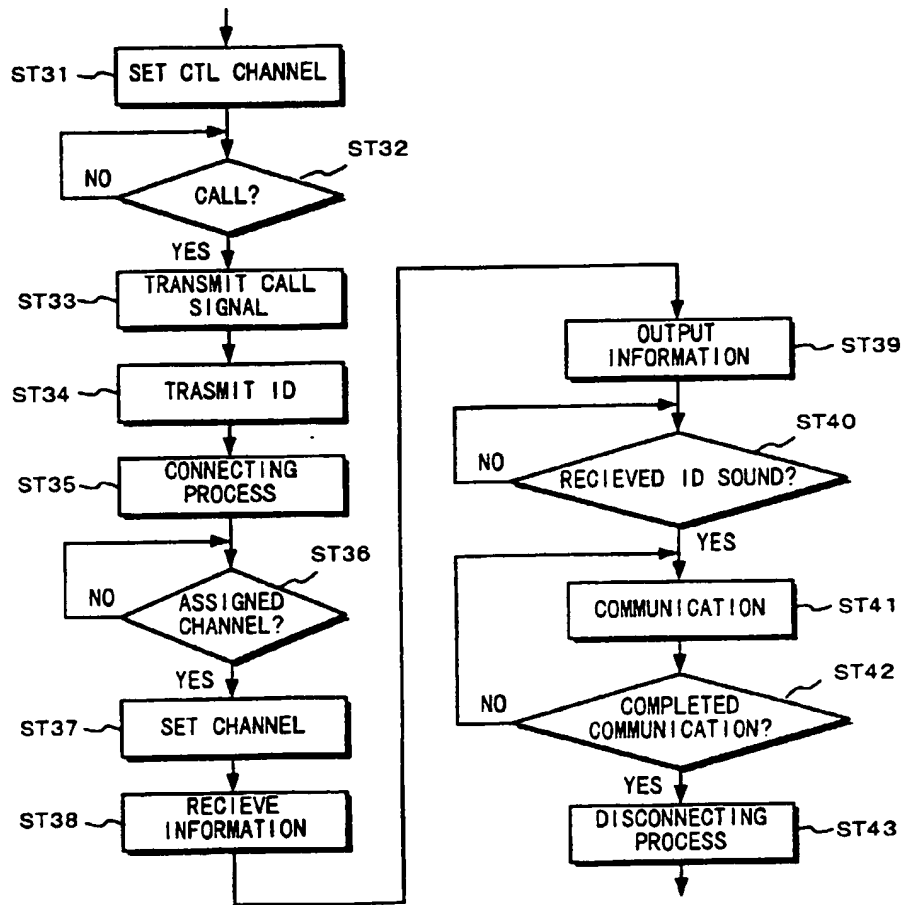 ST31
SET CTL CHANNEL
ST32
NO
CALL?
YES
ST33
TRANSMIT CALL
SIGNAL
ST34
TRASMIT ID
ST35
CONNECTING
PROCESS
ST36
NO
ASSIGNED
CHANNEL?
YES
ST37
SET CHANNEL
ST38
RECIEVE
INFORMATION
OUTPUT
INFORMATION
ST39
ST40
NO
RECIEVED ID SOUND?
YES
COMMUNICATION
ST41
ST42
NO
COMPLETED
COMMUNICATION?
YES
DISCONNECTING
PROCESS
ST43